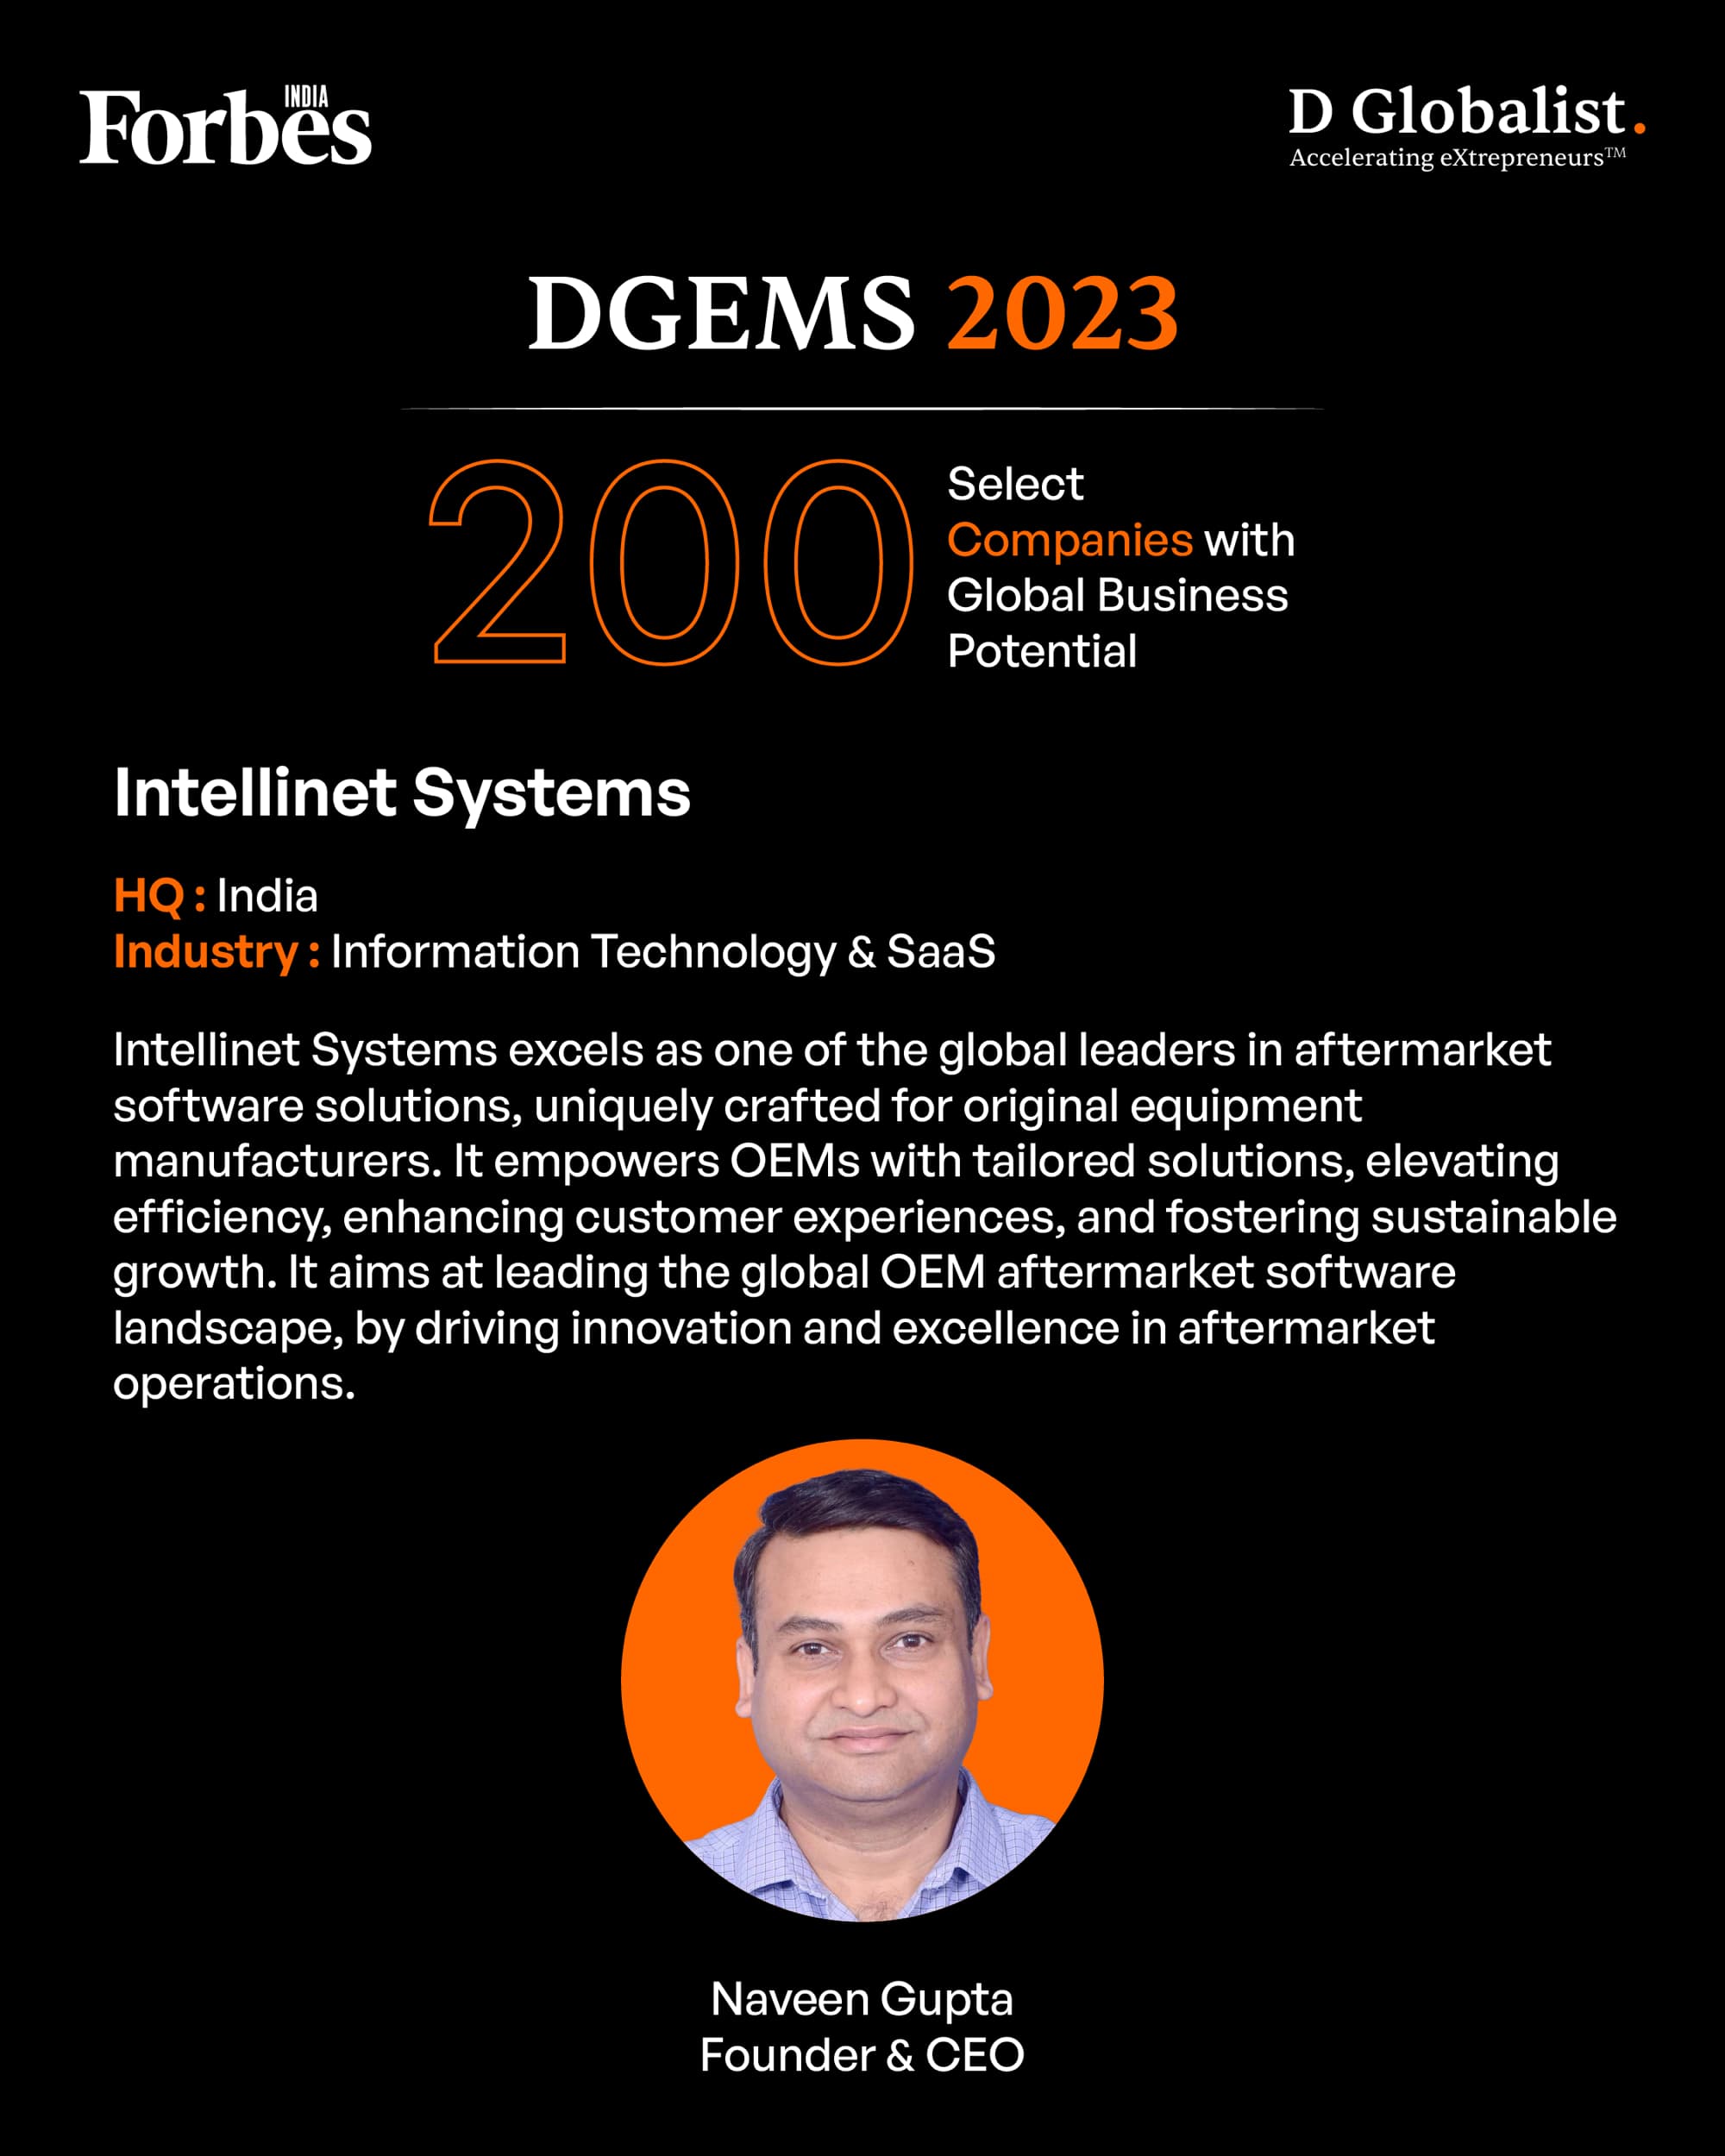 Forbes INDIA
D Globalist.
Accelerating eXtrepreneurs™
DGEMS 2023
200
Select
Companies with
Global Business
Potential
Intellinet Systems
HQ : India
Industry : Information Technology & SaaS
Intellinet Systems excels as one of the global leaders in aftermarket
software solutions, uniquely crafted for original equipment
manufacturers. It empowers OEMs with tailored solutions, elevating
efficiency, enhancing customer experiences, and fostering sustainable
growth. It aims at leading the global OEM aftermarket software
landscape, by driving innovation and excellence in aftermarket
operations.
Naveen Gupta
Founder & CEO